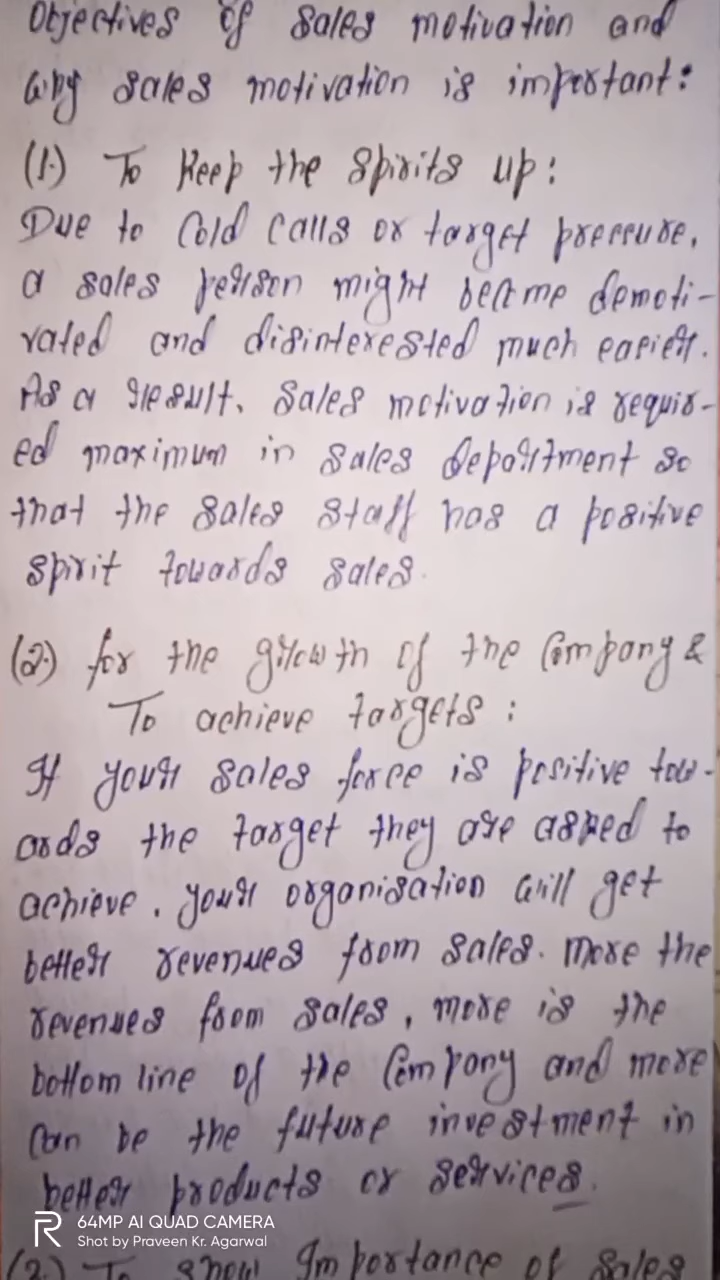 Objectives of sales motivation and
why sales motivation is important:
(1.) To Keep the spirits up:
Due to Cold Calls or target pressure,
a sales person might become demoti-
vated and disinterested much easier.
As a result, sales motivation is requir-
ed maximum in sales department so
that the sales staff has a positive
spirit towards sales.
(2.) for the growth of the Company &
To achieve targets:
If your sales force is positive tow-
ards the target they are asked to
achieve, your organisation will get
better revenues from sales. more the
revenues from sales, more is the
bottom line of the Company and more
Can be the future investment in
better products or services.
64MP AI QUAD CAMERA
Shot by Praveen Kr. Agarwal
(3.) To show Importance of sales